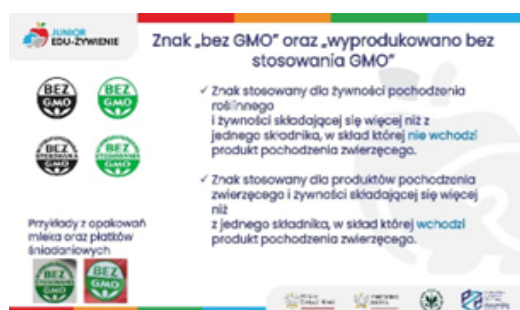 JUNIOR
EDU-ŻYWIENIE
Znak „bez GMO” oraz „wyprodukowano bez
stosowania GMO”
BEZ
GMO
BEZ
GMO
BEZ
STOSOWANIA
GMO
BEZ
STOSOWANIA
GMO
✓ Znak stosowany dla żywności pochodzenia
roślinnego
i żywności składającej się więcej niż z
jednego składnika, w skład której nie wchodzi
produkt pochodzenia zwierzęcego.
✓ Znak stosowany dla produktów pochodzenia
zwierzęcego i żywności składającej się więcej
niż
z jednego składnika, w skład której wchodzi
produkt pochodzenia zwierzęcego.
Przykłady z opakowań
mleka oraz płatków
śniadaniowych
BEZ
GMO
BEZ
GMO